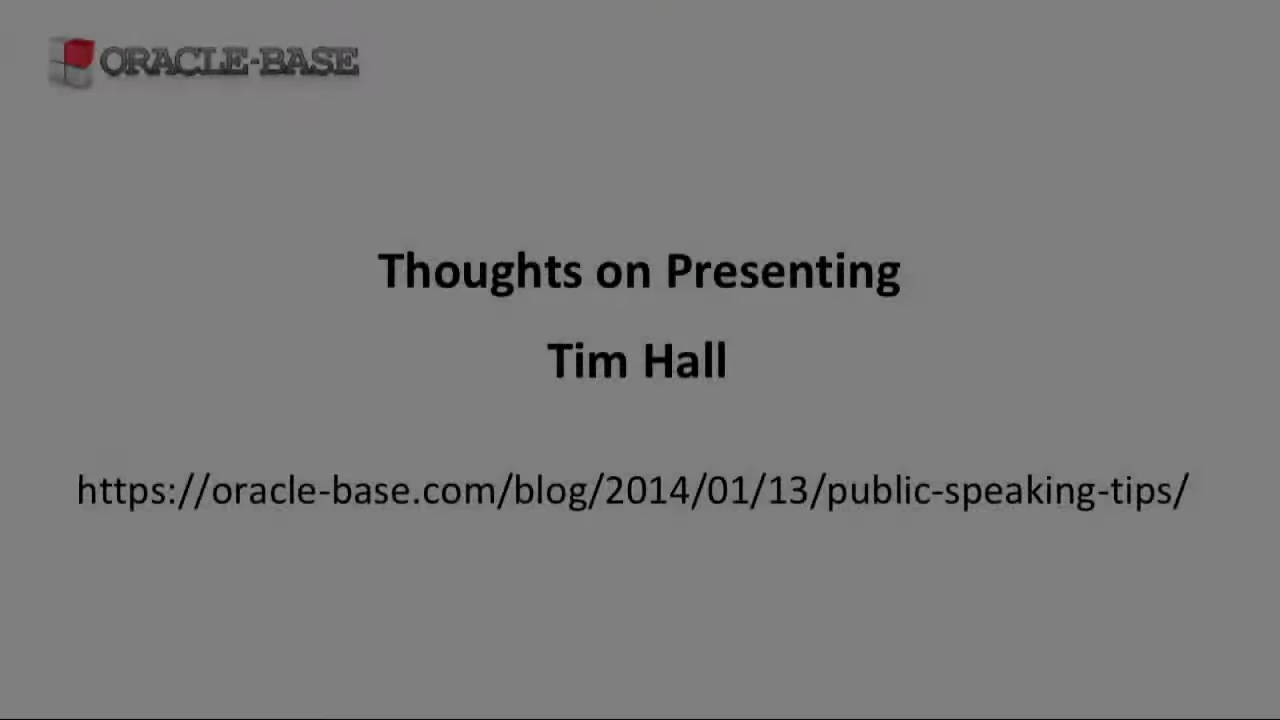 ORACLE-BASE
Thoughts on Presenting
Tim Hall
https://oracle-base.com/blog/2014/01/13/public-speaking-tips/